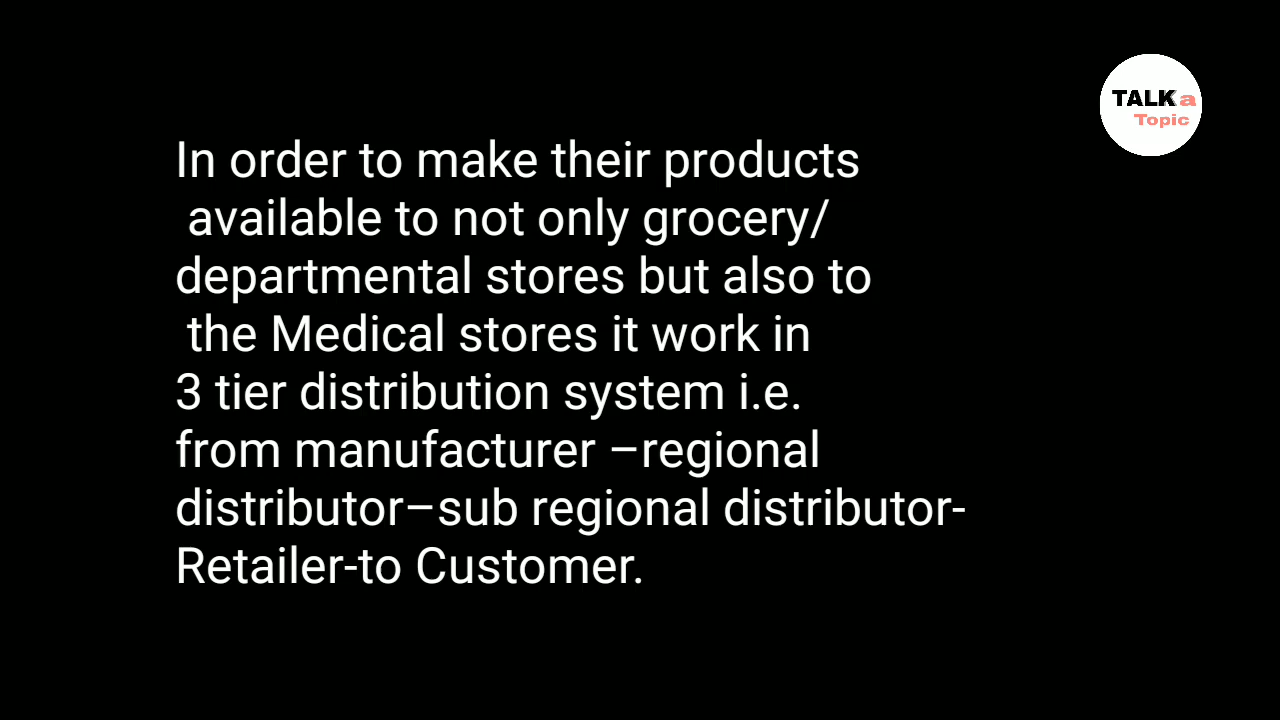 TALK a
Topic
In order to make their products
available to not only grocery/
departmental stores but also to
the Medical stores it work in
3 tier distribution system i.e.
from manufacturer –regional
distributor–sub regional distributor-
Retailer-to Customer.